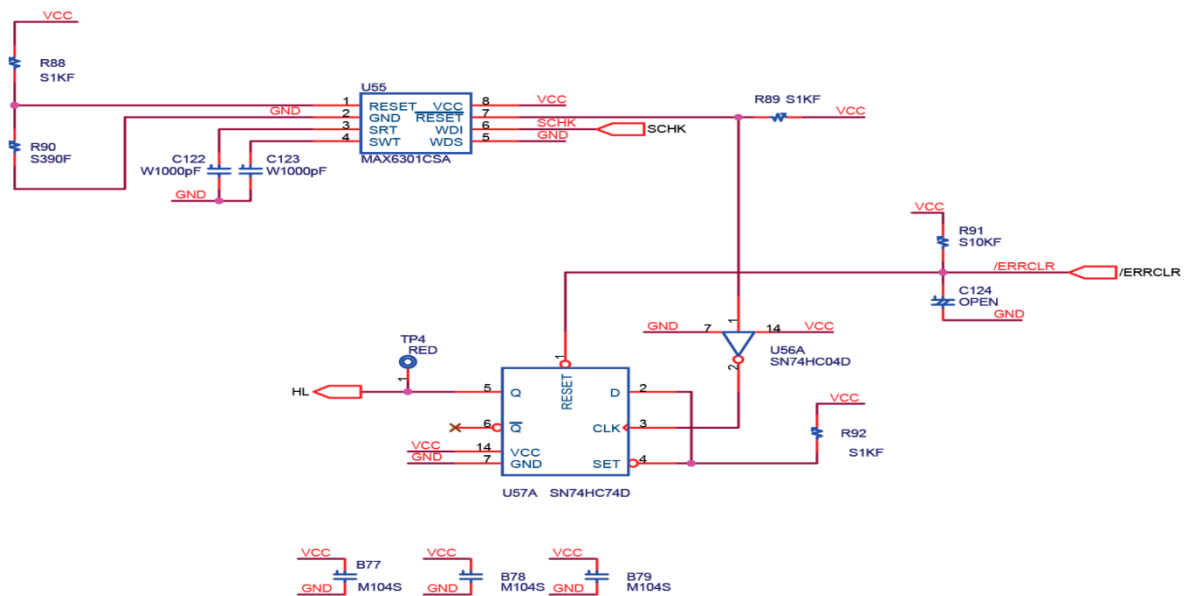 VCC
R88
S1KF
R90
S390F
GND
C122
W1000pF
C123
W1000pF
GND
U55
1 RESET VCC 8 VCC
2 GND RESET 7
3 SRT WDI 6 SCHK
4 SWT WDS 5 GND
MAX6301CSA
SCHK
R89 S1KF
VCC
VCC
R91
S10KF
/ERRCLR
/ERRCLR
C124
OPEN
GND
GND 7 1 14 VCC
U56A
SN74HC04D
2
TP4
RED
1
HL
1
RESET
5 Q D 2
6 Q CLK 3
VCC 14 VCC
GND 7 GND SET 4
U57A SN74HC74D
VCC
R92
S1KF
VCC
B77
M104S
GND
VCC
B78
M104S
GND
VCC
B79
M104S
GND